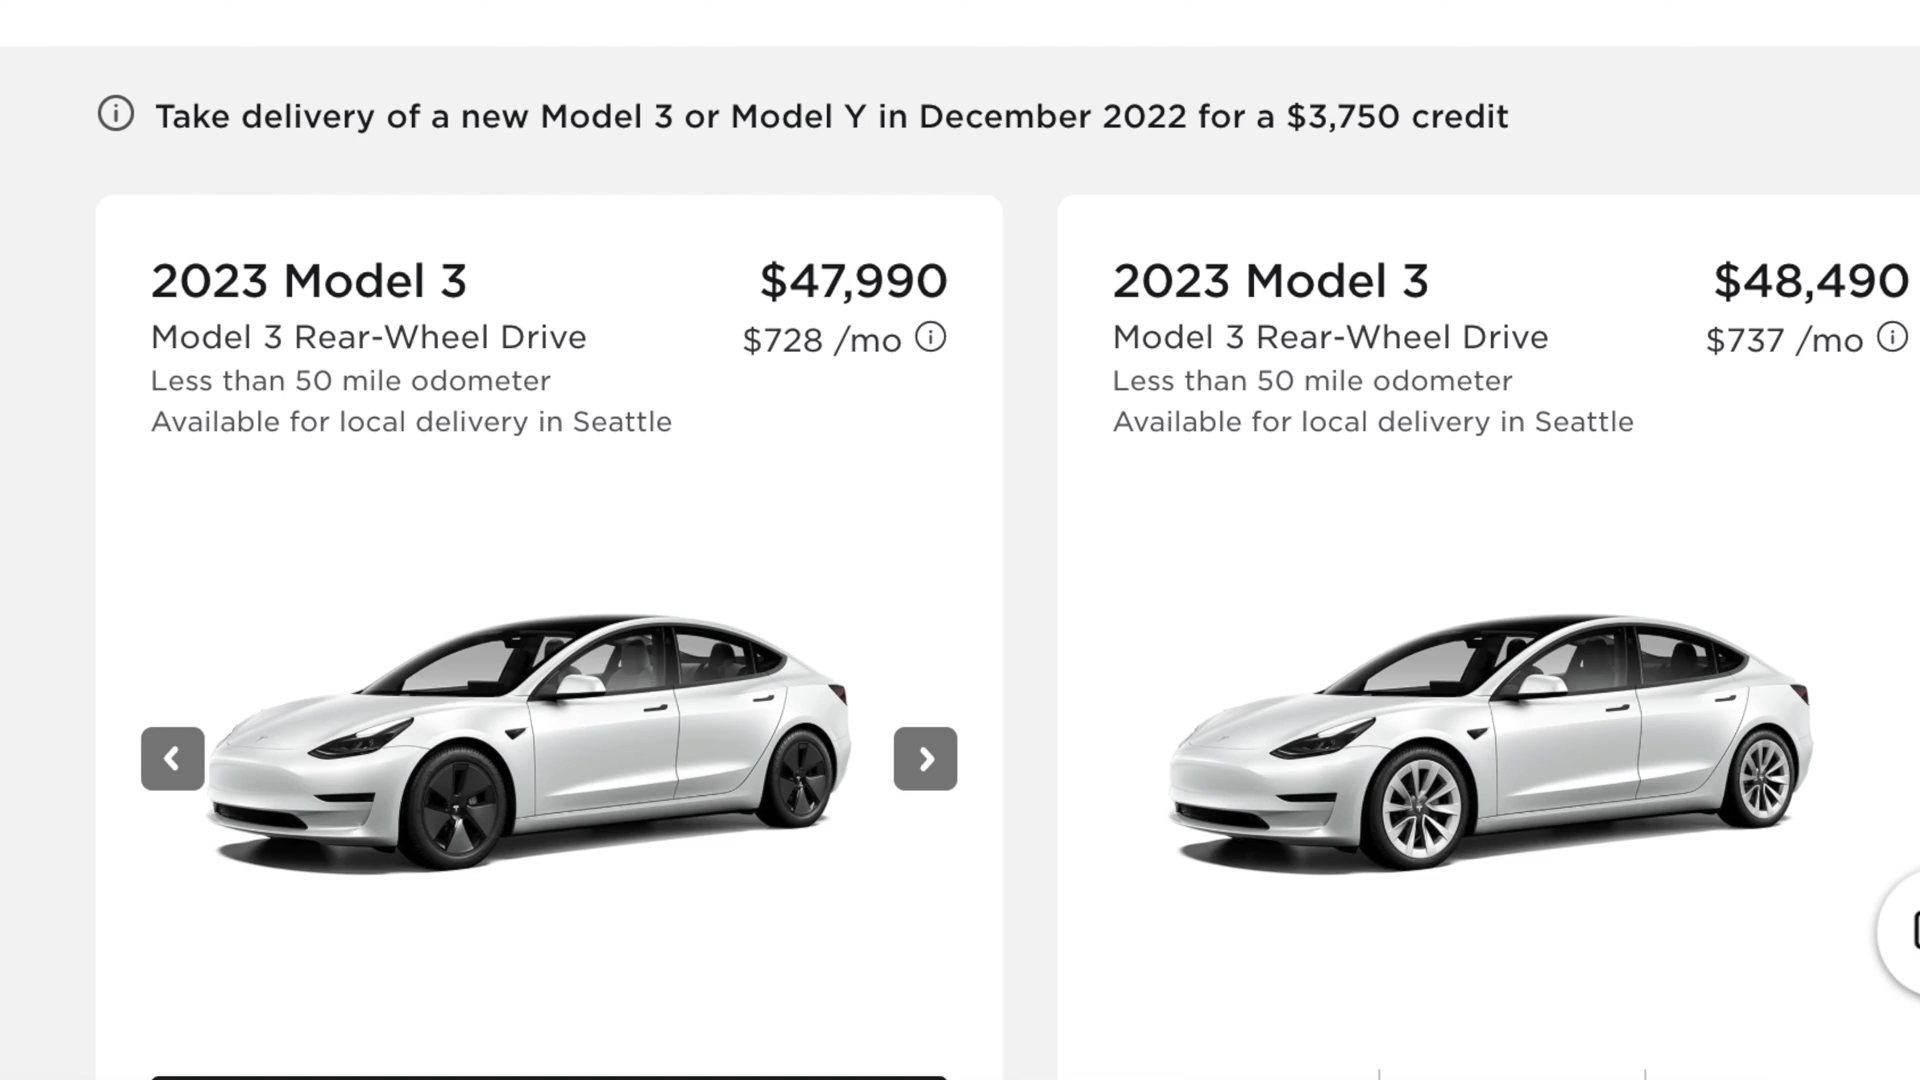 Take delivery of a new Model 3 or Model Y in December 2022 for a $3,750 credit
2023 Model 3
$47,990
Model 3 Rear-Wheel Drive
$728 /mo
Less than 50 mile odometer
Available for local delivery in Seattle
2023 Model 3
$48,490
Model 3 Rear-Wheel Drive
$737 /mo
Less than 50 mile odometer
Available for local delivery in Seattle